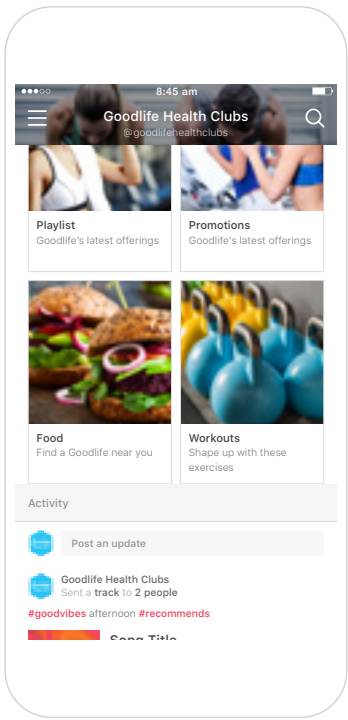 8:45 am
Goodlife Health Clubs
@goodlifehealthclubs
Playlist
Goodlife's latest offerings
Promotions
Goodlife's latest offerings
Food
Find a Goodlife near you
Workouts
Shape up with these
exercises
Activity
Post an update
Goodlife Health Clubs
Sent a track to 2 people
#goodvibes afternoon #recommends
Song Title